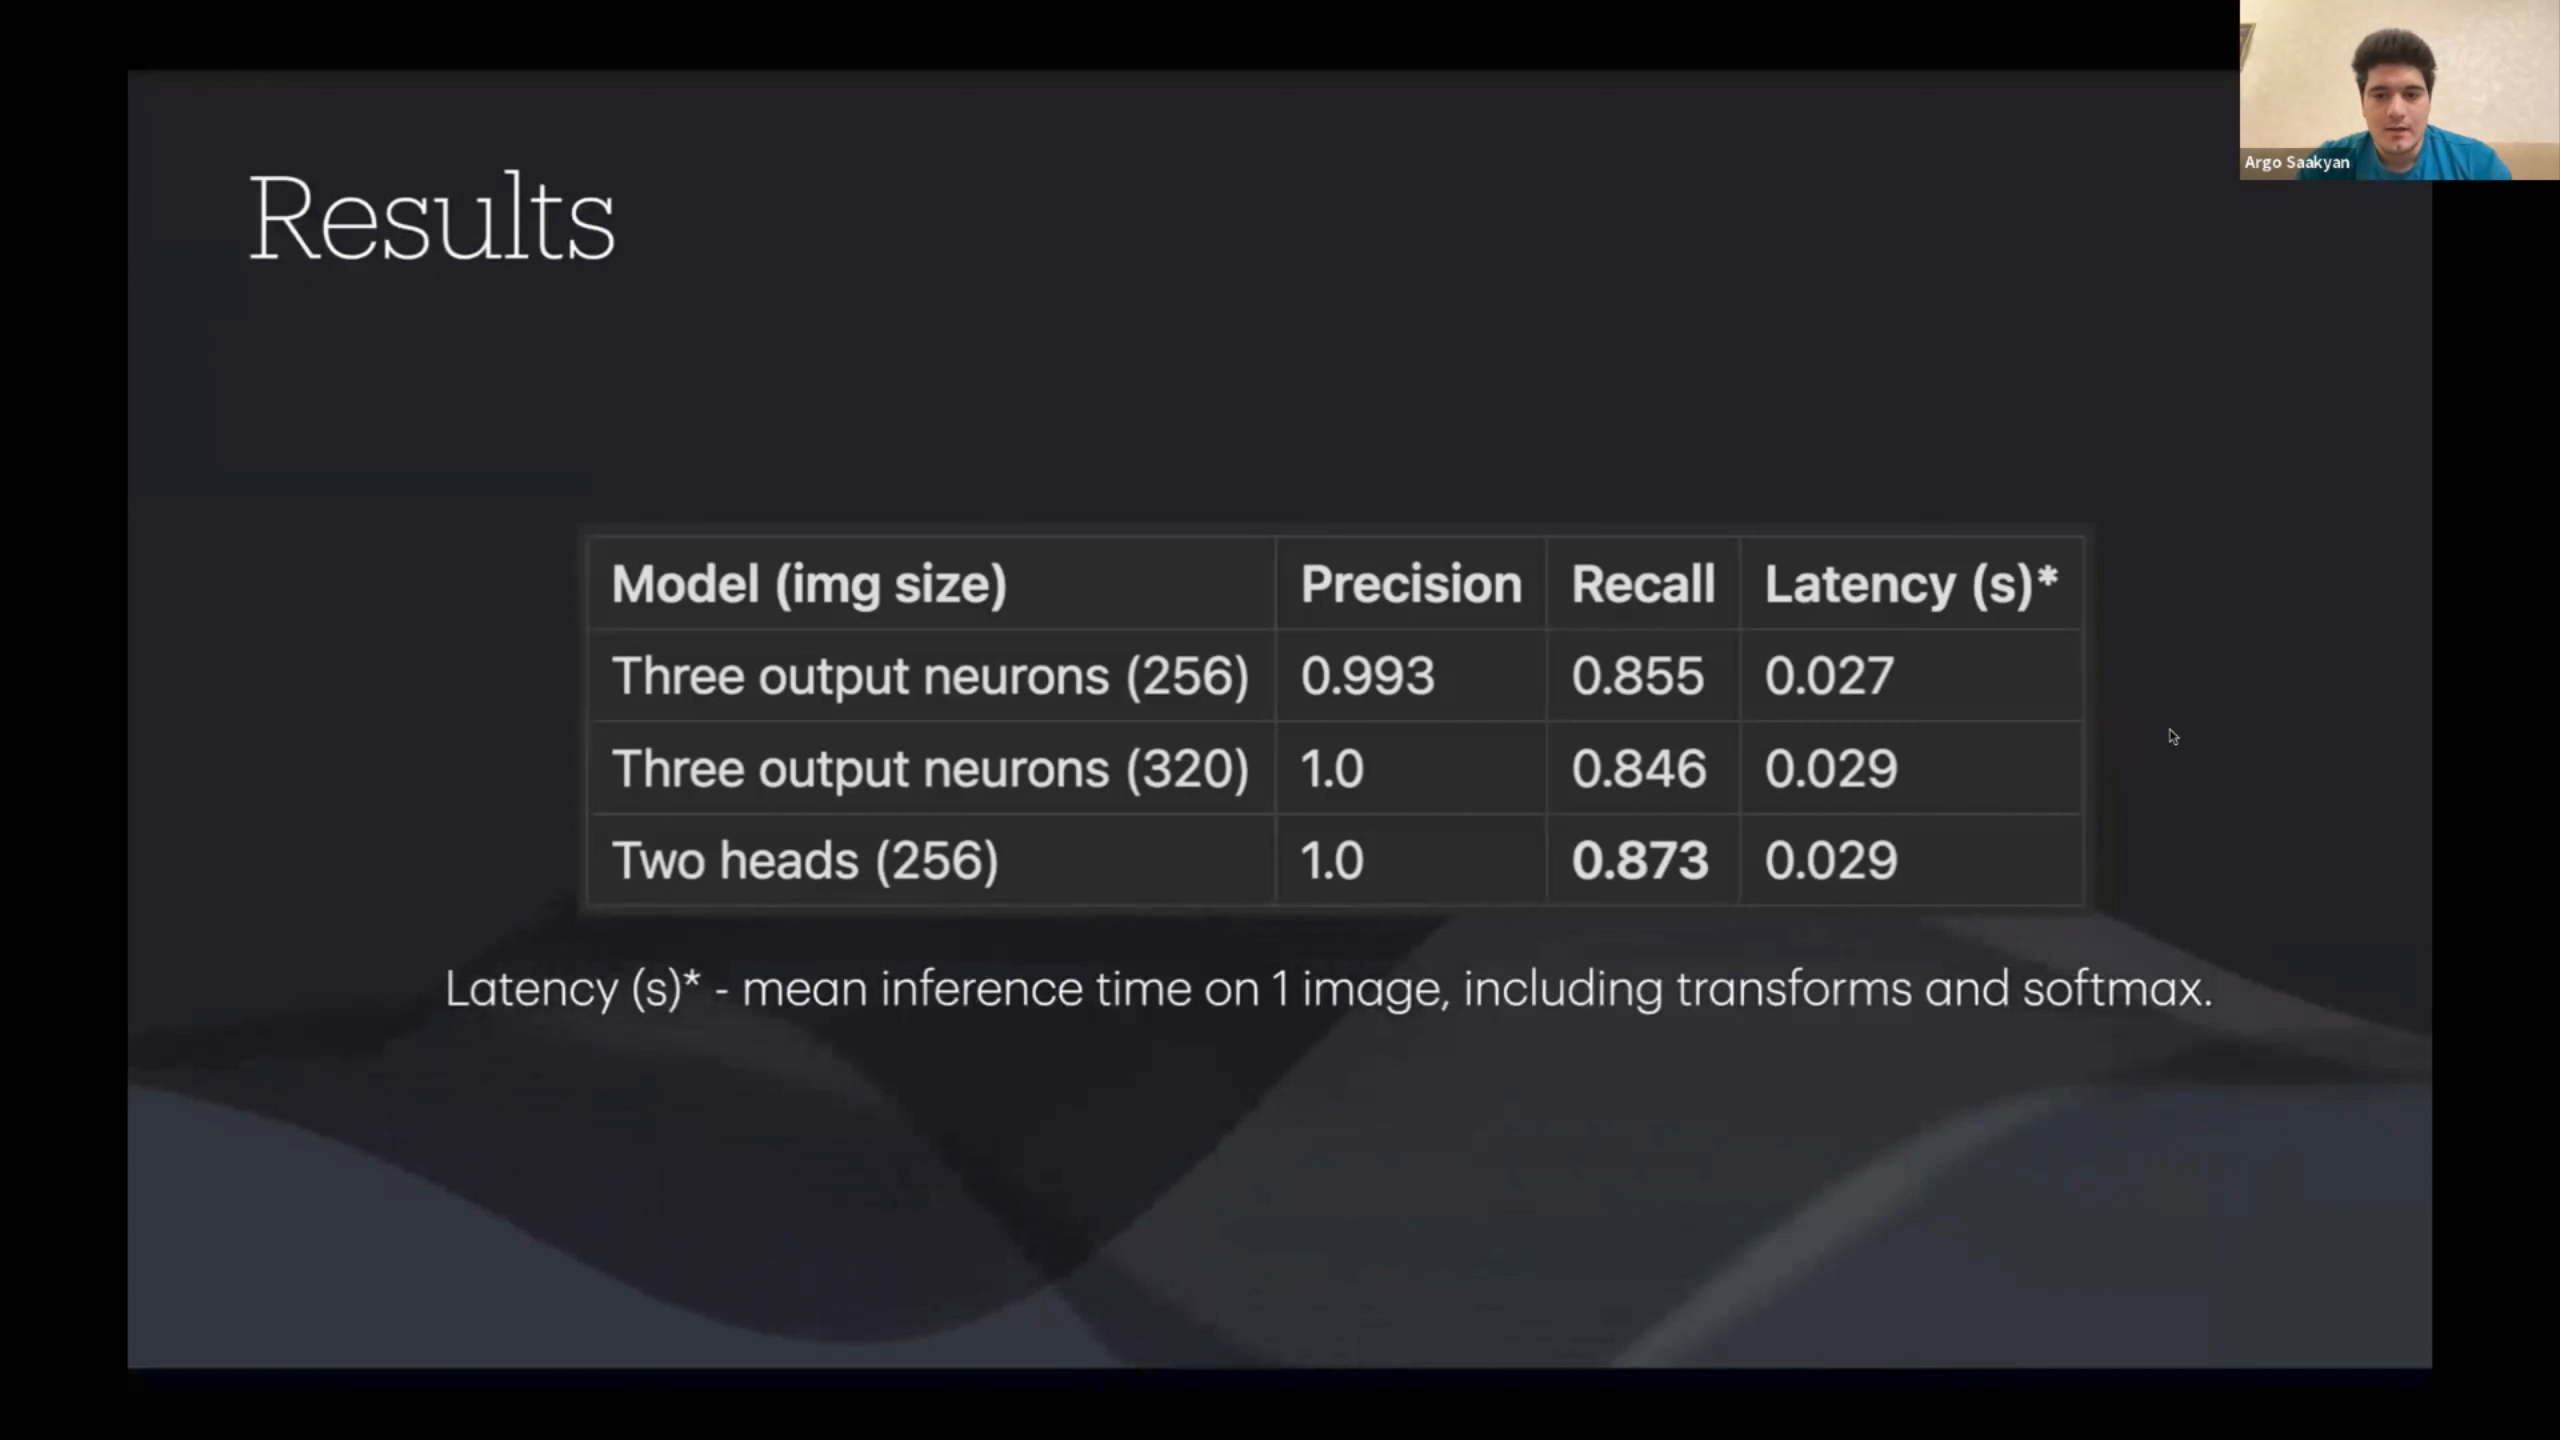 Argo Saakyan
Results
Model (img size) Precision Recall Latency (s)*
Three output neurons (256) 0.993 0.855 0.027
Three output neurons (320) 1.0 0.846 0.029
Two heads (256) 1.0 0.873 0.029
Latency (s)* - mean inference time on 1 image, including transforms and softmax.